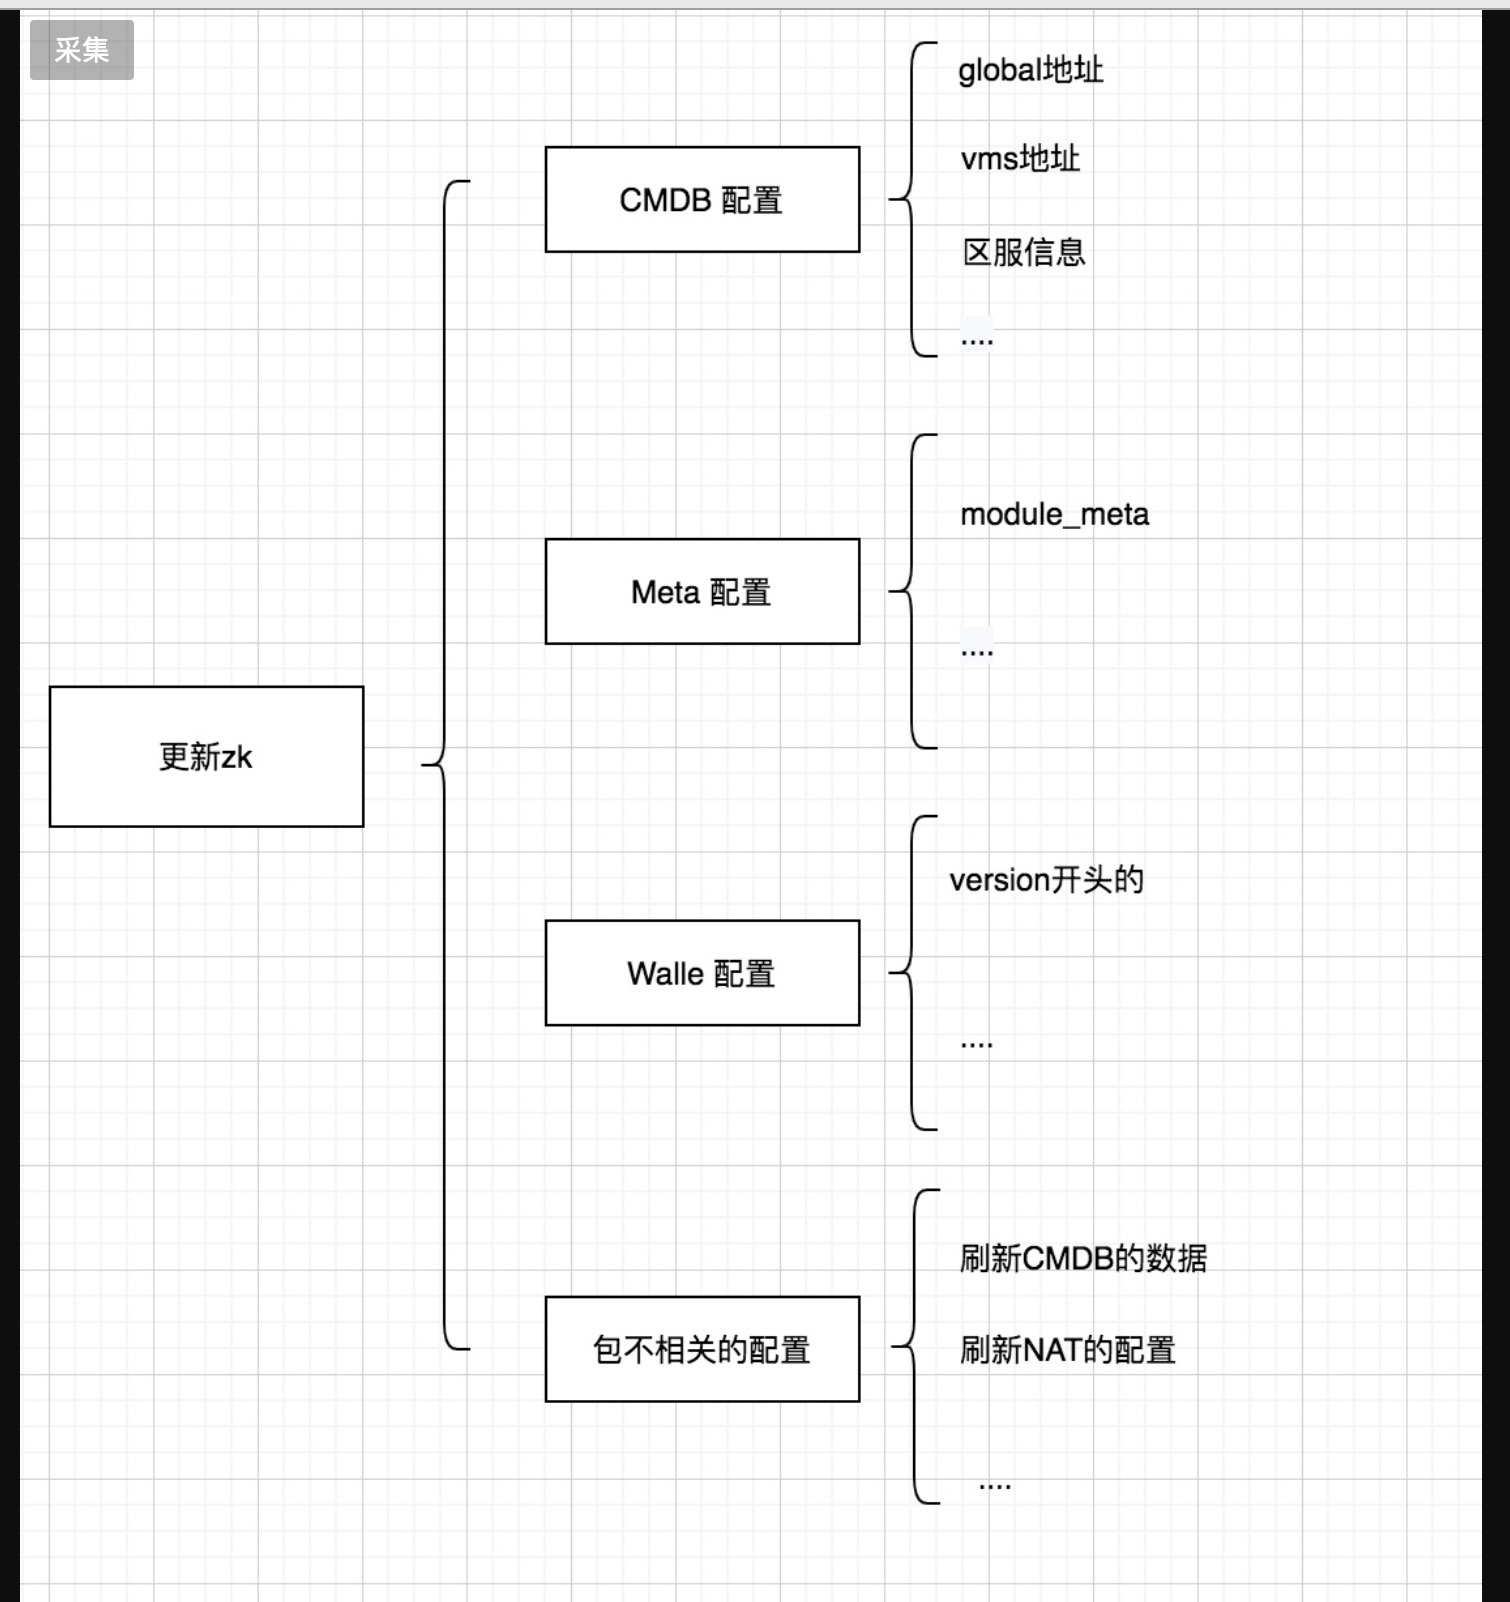 采集
global地址
vms地址
CMDB 配置
区服信息
....
module_meta
Meta 配置
....
更新zk
version开头的
Walle 配置
....
刷新CMDB的数据
包不相关的配置
刷新NAT的配置
....